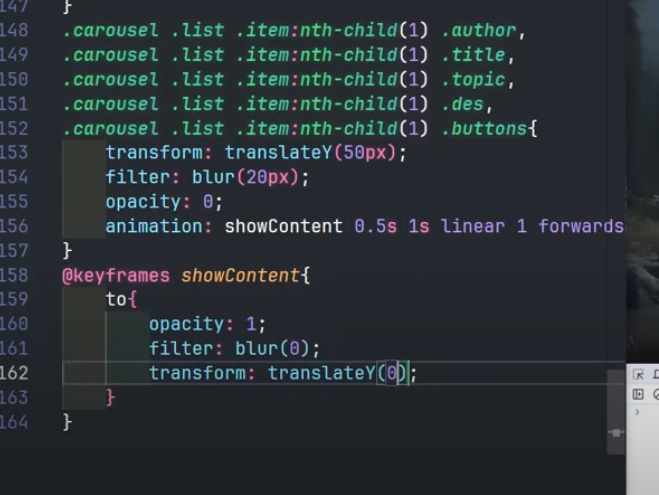 147 }
148 .carousel .list .item:nth-child(1) .author,
149 .carousel .list .item:nth-child(1) .title,
150 .carousel .list .item:nth-child(1) .topic,
151 .carousel .list .item:nth-child(1) .des,
152 .carousel .list .item:nth-child(1) .buttons{
153 transform: translateY(50px);
154 filter: blur(20px);
155 opacity: 0;
156 animation: showContent 0.5s 1s linear 1 forwards
157 }
158 @keyframes showContent{
159 to{
160 opacity: 1;
161 filter: blur(0);
162 transform: translateY(0);
163 }
164 }